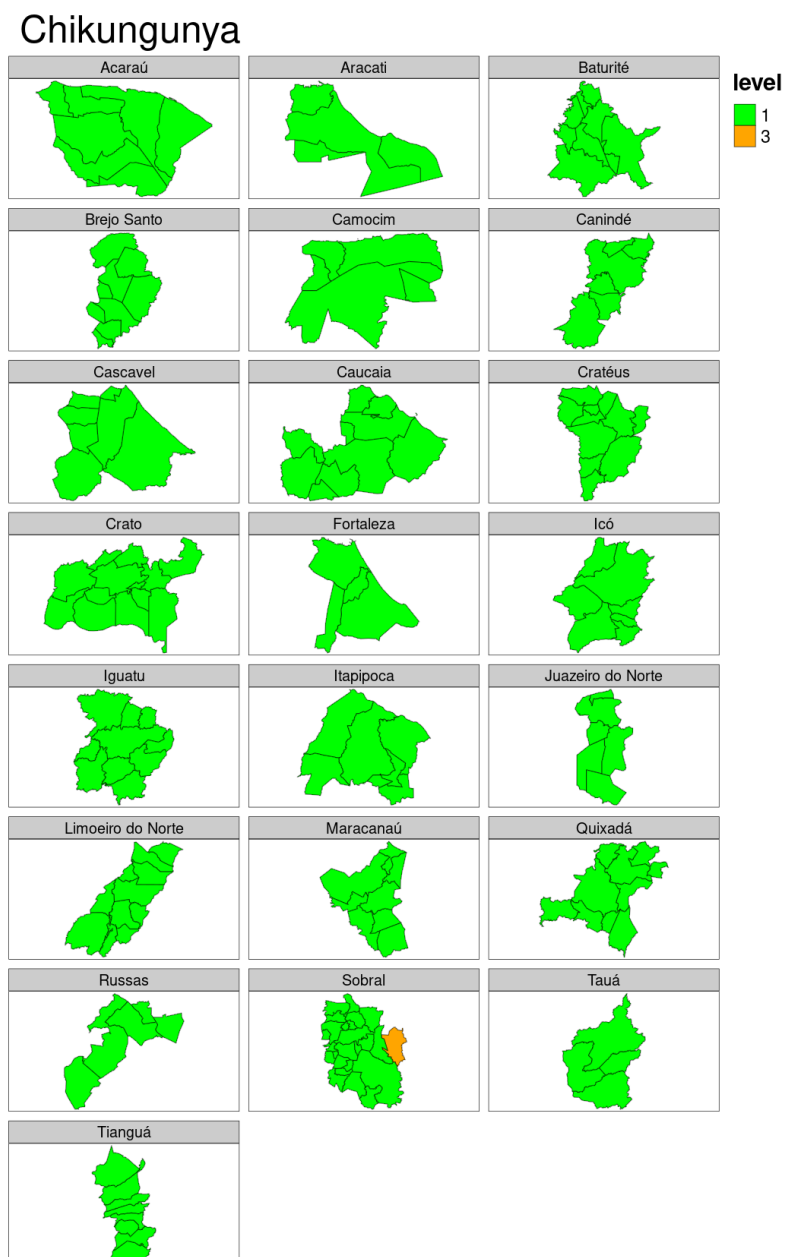 Chikungunya
Acaraú
Aracati
Baturité
level
1
3
Brejo Santo
Camocim
Canindé
Cascavel
Caucaia
Cratéus
Crato
Fortaleza
Icó
Iguatu
Itapipoca
Juazeiro do Norte
Limoeiro do Norte
Maracanaú
Quixadá
Russas
Sobral
Tauá
Tianguá